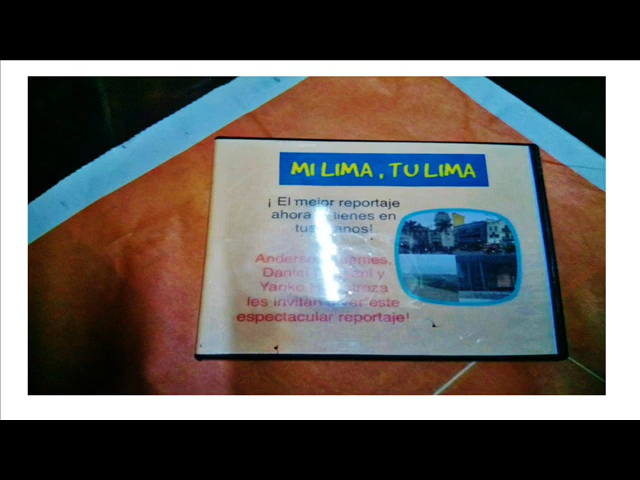 MI LIMA, TU LIMA
¡ El mejor reportaje
ahora lo tienes en
tus manos!
Anderson
Daniel y
Yanko
les invitan a ver este
espectacular reportaje!